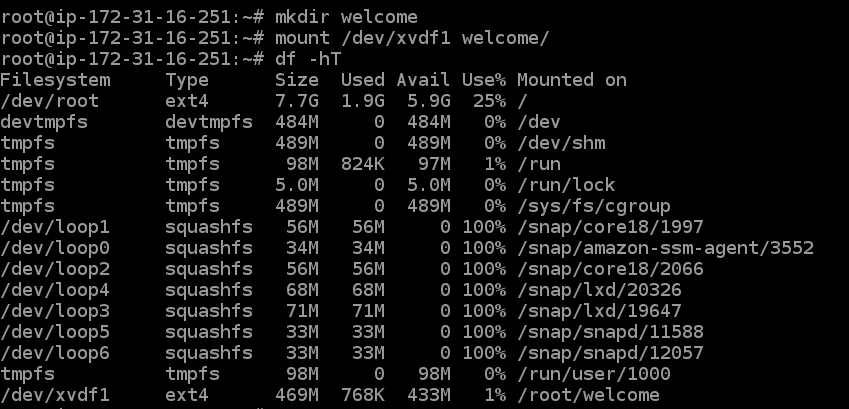 root@ip-172-31-16-251:~# mkdir welcome
root@ip-172-31-16-251:~# mount /dev/xvdf1 welcome/
root@ip-172-31-16-251:~# df -hT
Filesystem     Type      Size  Used Avail Use% Mounted on
/dev/root      ext4      7.7G  1.9G  5.9G  25% /
devtmpfs       devtmpfs  484M     0  484M   0% /dev
tmpfs          tmpfs     489M     0  489M   0% /dev/shm
tmpfs          tmpfs      98M  824K   97M   1% /run
tmpfs          tmpfs     5.0M     0  5.0M   0% /run/lock
tmpfs          tmpfs     489M     0  489M   0% /sys/fs/cgroup
/dev/loop1     squashfs   56M   56M     0 100% /snap/core18/1997
/dev/loop0     squashfs   34M   34M     0 100% /snap/amazon-ssm-agent/3552
/dev/loop2     squashfs   56M   56M     0 100% /snap/core18/2066
/dev/loop4     squashfs   68M   68M     0 100% /snap/lxd/20326
/dev/loop3     squashfs   71M   71M     0 100% /snap/lxd/19647
/dev/loop5     squashfs   33M   33M     0 100% /snap/snapd/11588
/dev/loop6     squashfs   33M   33M     0 100% /snap/snapd/12057
tmpfs          tmpfs      98M     0   98M   0% /run/user/1000
/dev/xvdf1     ext4      469M  768K  433M   1% /root/welcome